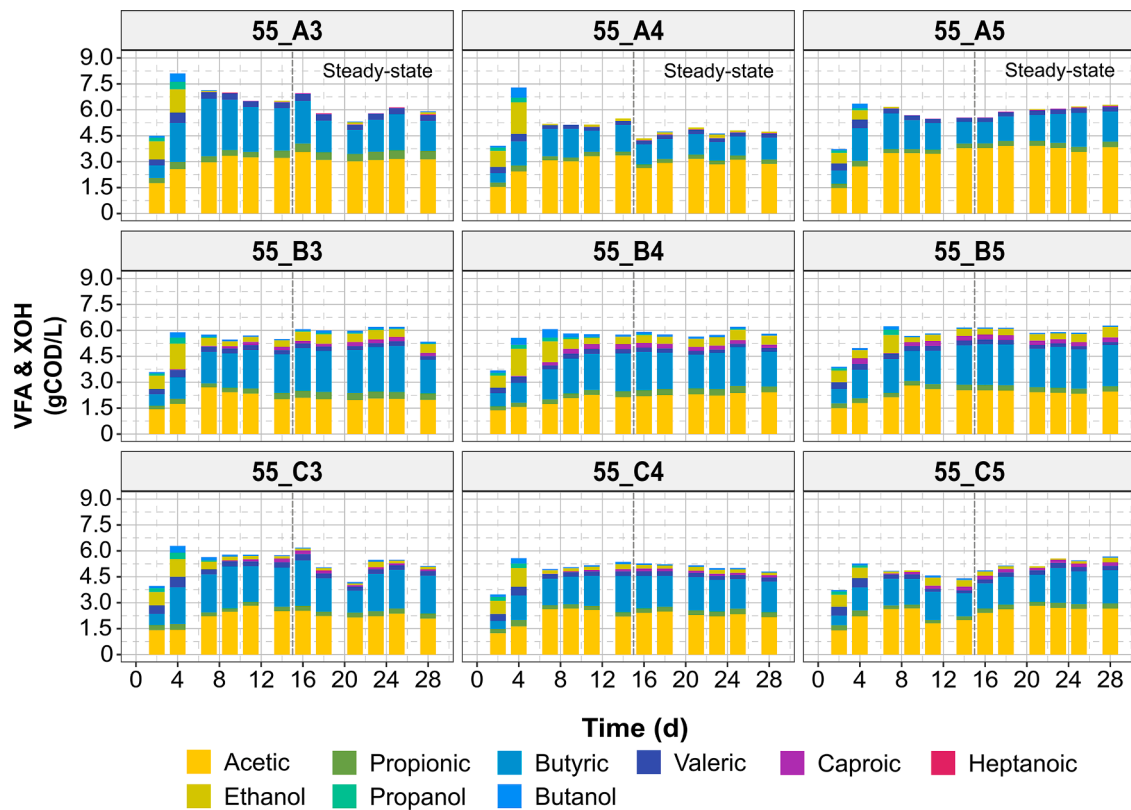 55_A3 55_A4 55_A5
9.0 Steady-state Steady-state Steady-state
7.5
6.0
4.5
3.0
1.5
0
55_B3 55_B4 55_B5
9.0
7.5
6.0
4.5
3.0
1.5
0
VFA & XOH
(gCOD/L)
55_C3 55_C4 55_C5
9.0
7.5
6.0
4.5
3.0
1.5
0
0 4 8 12 16 20 24 28 0 4 8 12 16 20 24 28 0 4 8 12 16 20 24 28
Time (d)
Acetic Propionic Butyric Valeric Caproic Heptanoic
Ethanol Propanol Butanol